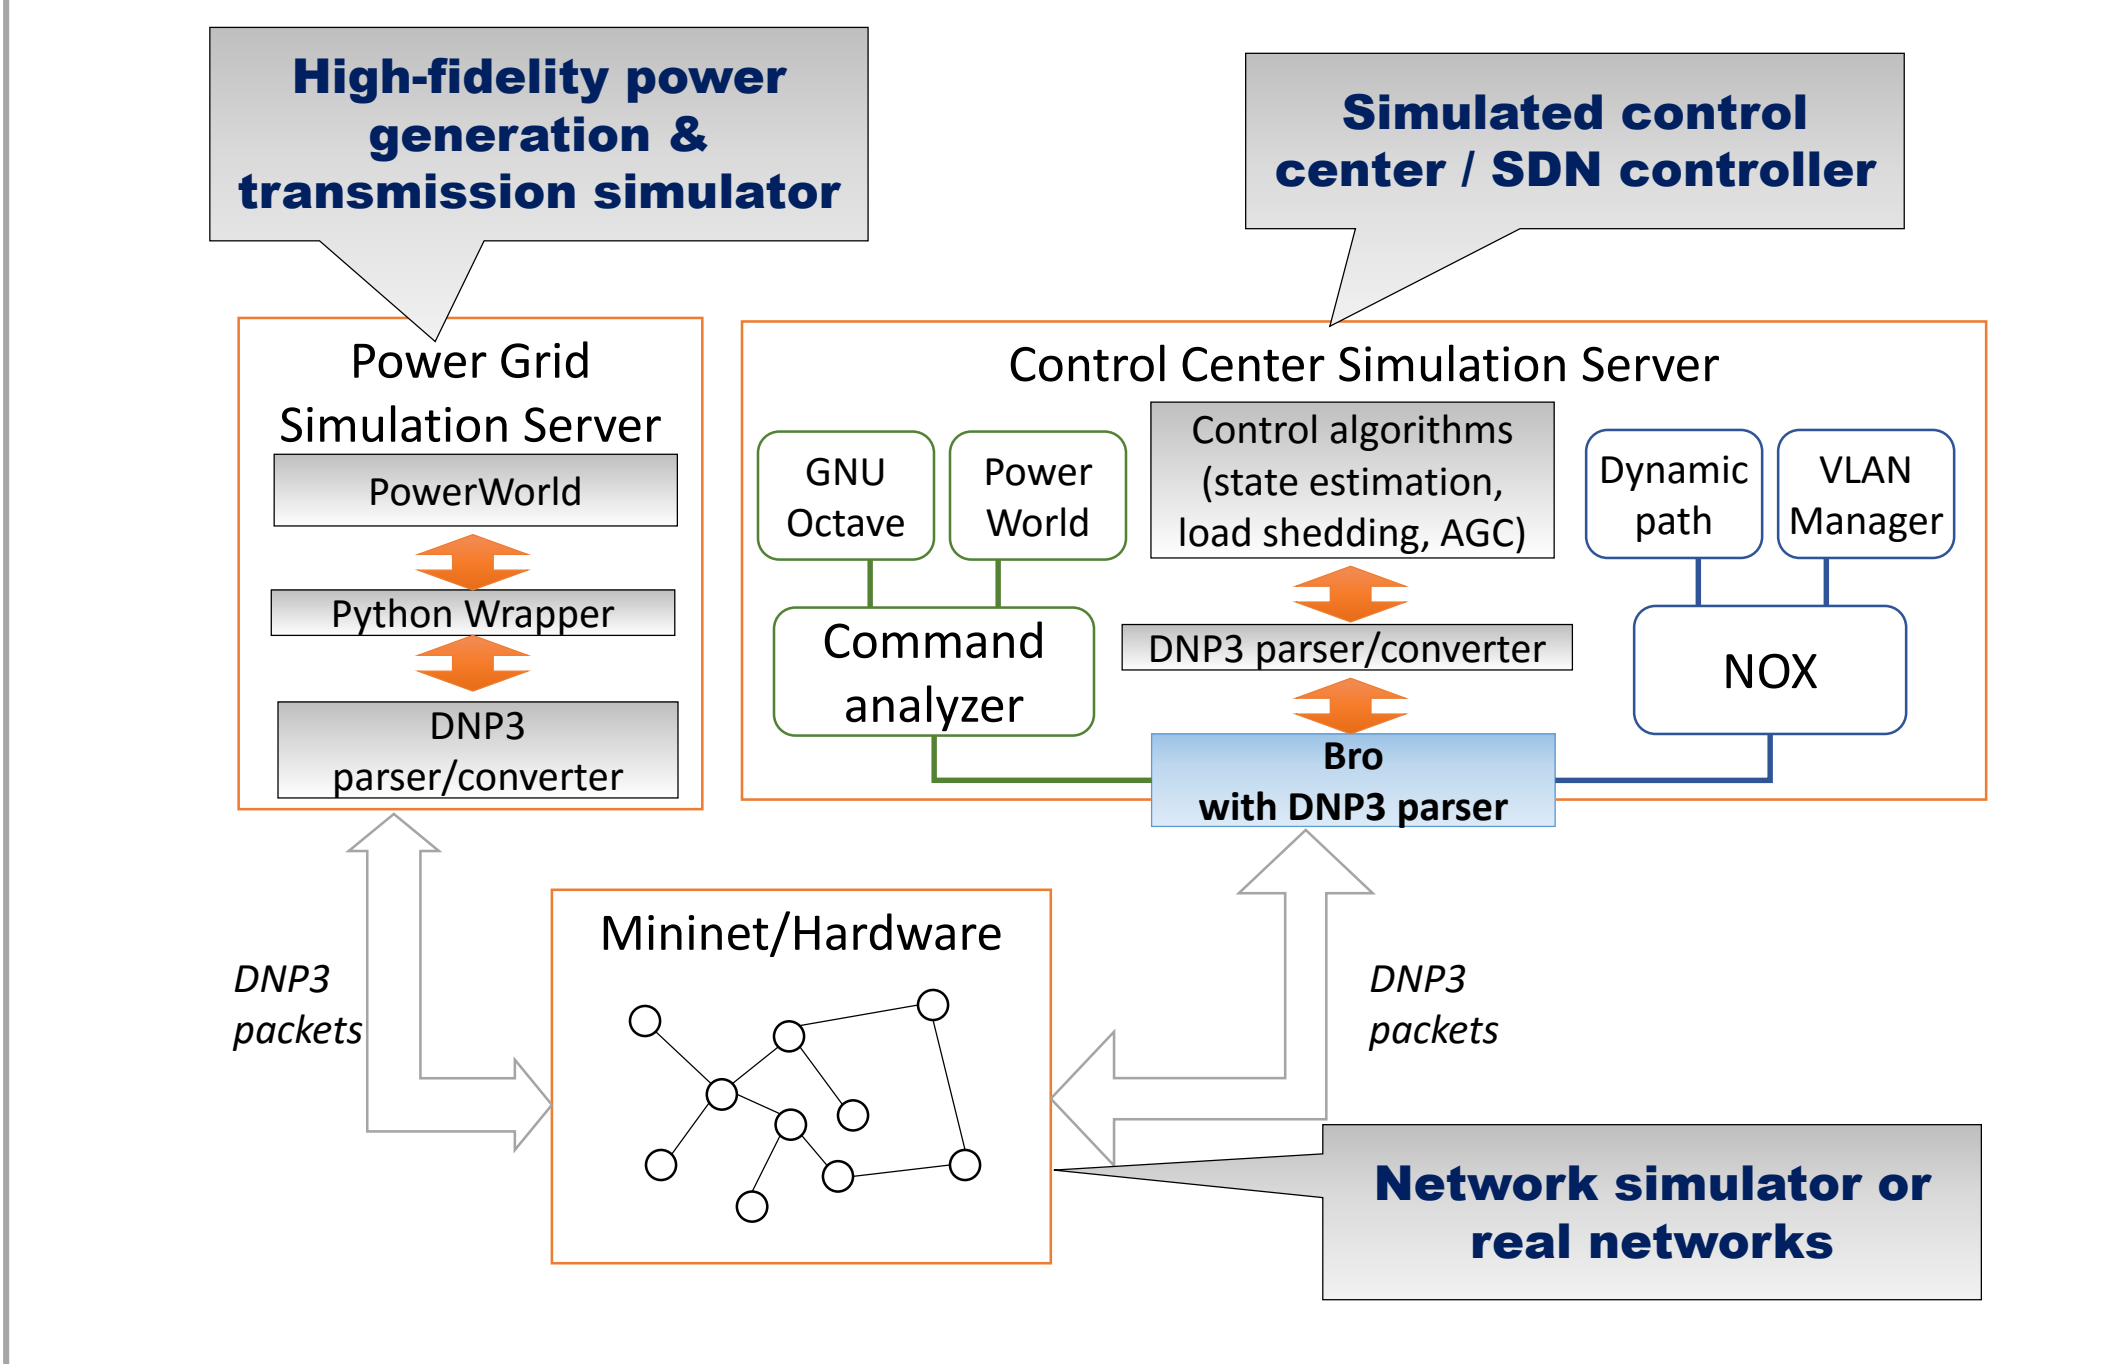 High-fidelity power
generation &
transmission simulator
Simulated control
center / SDN controller
Power Grid
Simulation Server
PowerWorld
Python Wrapper
DNP3
parser/converter
Control Center Simulation Server
GNU
Octave
Power
World
Control algorithms
(state estimation,
load shedding, AGC)
Dynamic
path
VLAN
Manager
Command
analyzer
DNP3 parser/converter
NOX
Bro
with DNP3 parser
DNP3
packets
Mininet/Hardware
DNP3
packets
Network simulator or
real networks